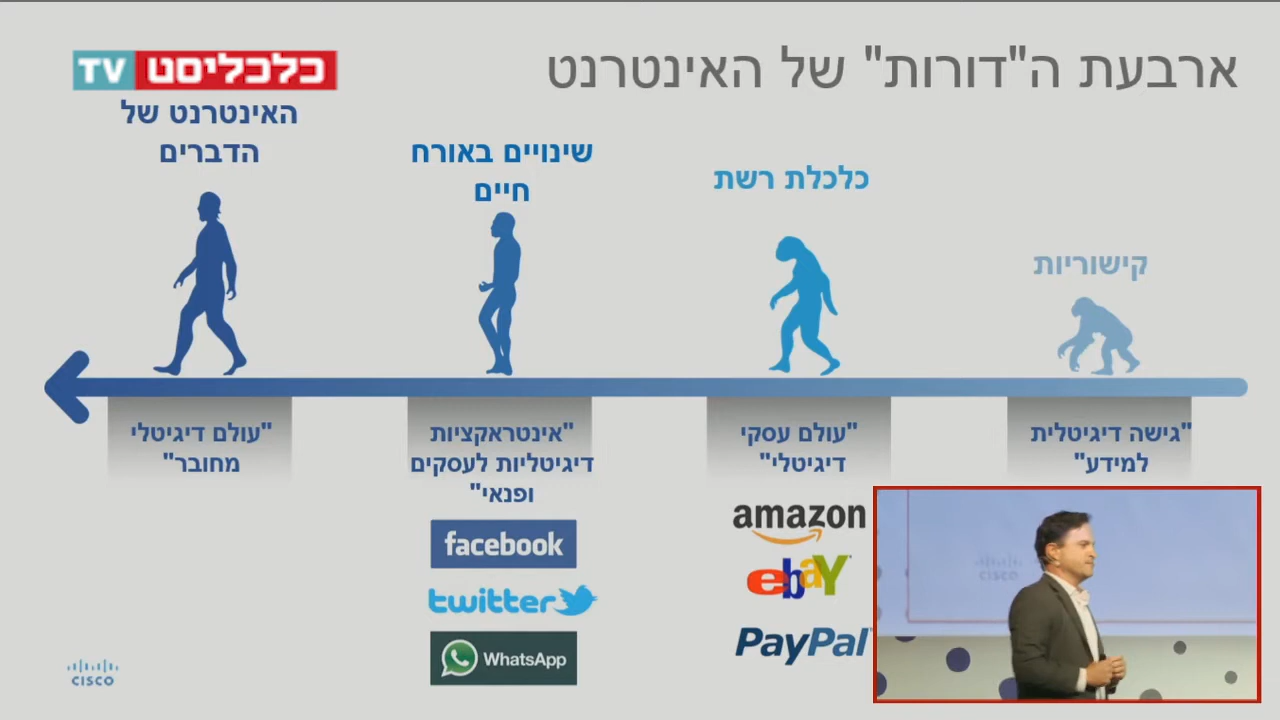 ארבעת ה"דורות" של האינטרנט
כלכליסט TV
קישוריות
"גישה דיגיטלית
למידע"
כלכלת רשת
"עולם עסקי
דיגיטלי"
amazon
ebaY
PayPal
שינויים באורח
חיים
"אינטראקציות
דיגיטליות לעסקים
ופנאי"
facebook
twitter
WhatsApp
האינטרנט של
הדברים
"עולם דיגיטלי
מחובר"
CISCO
CISCO